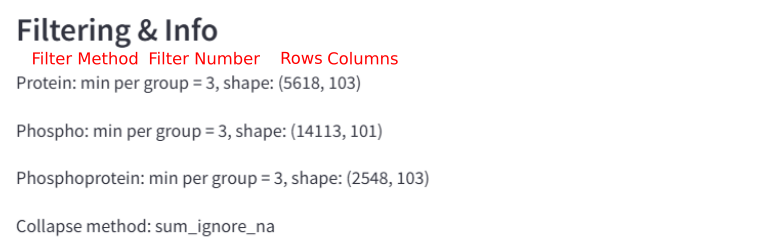 Filtering & Info
Filter Method Filter Number Rows Columns
Protein: min per group = 3, shape: (5618, 103)
Phospho: min per group = 3, shape: (14113, 101)
Phosphoprotein: min per group = 3, shape: (2548, 103)
Collapse method: sum_ignore_na